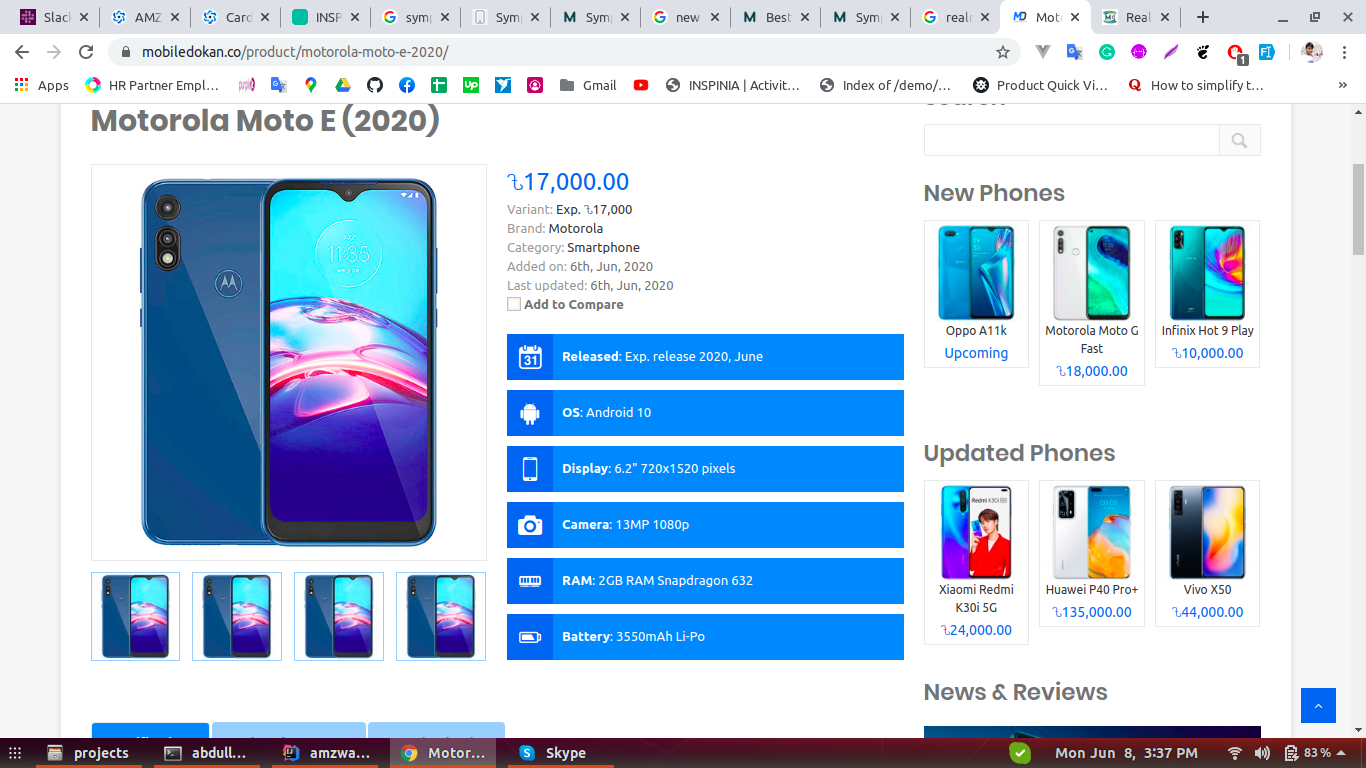 Slack
AMZ
Card
INSP
symp
Symp
Symp
new
Best
Symp
realm
Moto
Real
mobiledokan.co/product/motorola-moto-e-2020/
1
Apps
HR Partner Empl...
Gmail
INSPINIA | Activit...
Index of /demo/...
Product Quick Vi...
How to simplify t...
Motorola Moto E (2020)
৳17,000.00
Variant: Exp. ৳17,000
Brand: Motorola
Category: Smartphone
Added on: 6th, Jun, 2020
Last updated: 6th, Jun, 2020
Add to Compare
31
Released: Exp. release 2020, June
OS: Android 10
Display: 6.2" 720x1520 pixels
Camera: 13MP 1080p
RAM: 2GB RAM Snapdragon 632
Battery: 3550mAh Li-Po
11:35
New Phones
Oppo A11k
Upcoming
Motorola Moto G
Fast
৳18,000.00
Infinix Hot 9 Play
৳10,000.00
Updated Phones
Redmi K30i
Xiaomi Redmi
K30i 5G
৳24,000.00
Huawei P40 Pro+
৳135,000.00
Vivo X50
৳44,000.00
News & Reviews
projects
abdull...
amzwa...
Motor...
Skype
Mon Jun 8, 3:37 PM
83 %